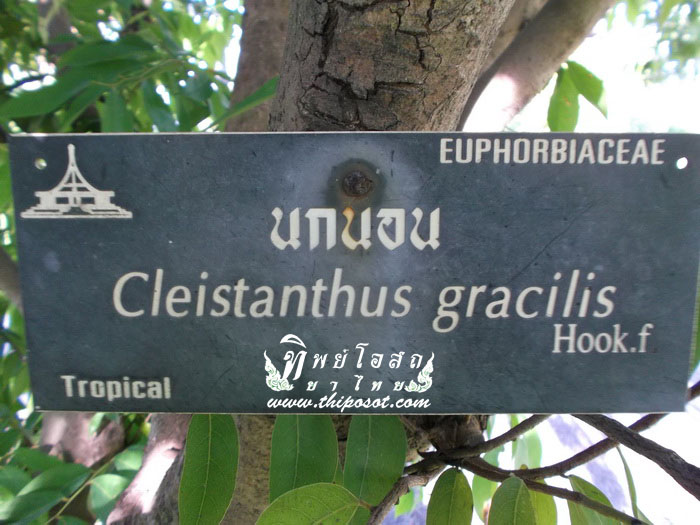 EUPHORBIACEAE
นกนอน
Cleistanthus gracilis
Hook.f
Tropical
ทิพย์โอสถ
ยาไทย
www.thiposot.com